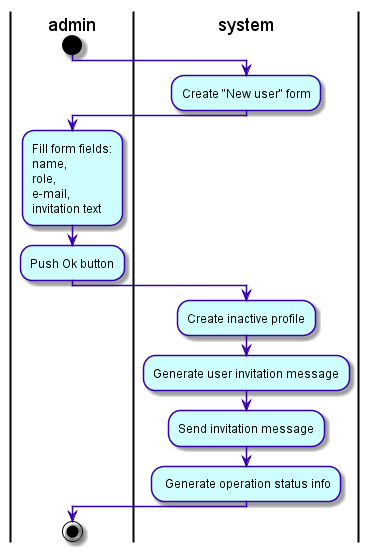 admin
system
Create "New user" form
Fill form fields:
name,
role,
e-mail,
invitation text
Push Ok button
Create inactive profile
Generate user invitation message
Send invitation message
Generate operation status info